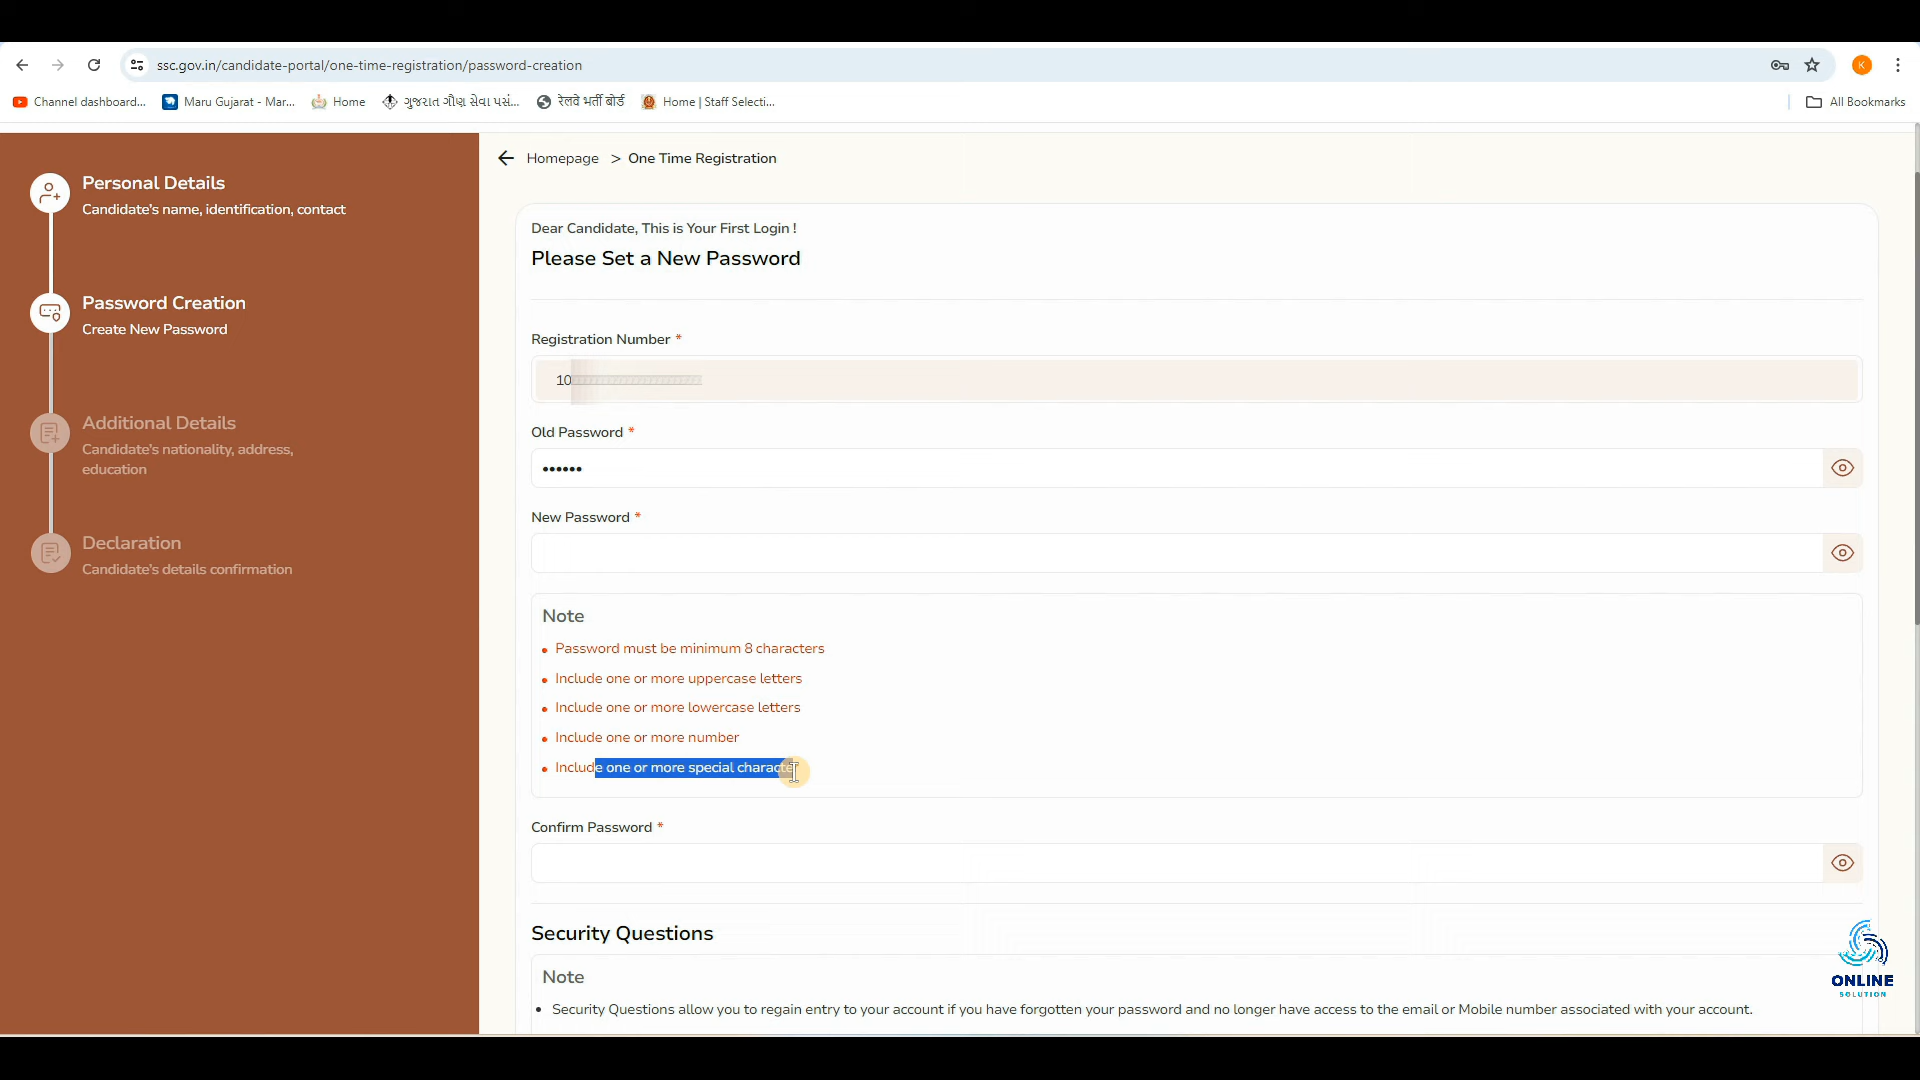 ssc.gov.in/candidate-portal/one-time-registration/password-creation
K
Channel dashboard...
Maru Gujarat - Mar...
Home
ગુજરાત ગૌણ સેવા પસં...
रेलवे भर्ती बोर्ड
Home | Staff Selecti...
All Bookmarks
Personal Details
Candidate's name, identification, contact
Password Creation
Create New Password
Additional Details
Candidate's nationality, address,
education
Declaration
Candidate's details confirmation
Homepage > One Time Registration
Dear Candidate, This is Your First Login !
Please Set a New Password
Registration Number *
10
Old Password *
••••••
New Password *
Note
• Password must be minimum 8 characters
• Include one or more uppercase letters
• Include one or more lowercase letters
• Include one or more number
• Include one or more special character
Confirm Password *
Security Questions
Note
• Security Questions allow you to regain entry to your account if you have forgotten your password and no longer have access to the email or Mobile number associated with your account.
ONLINE
SOLUTION